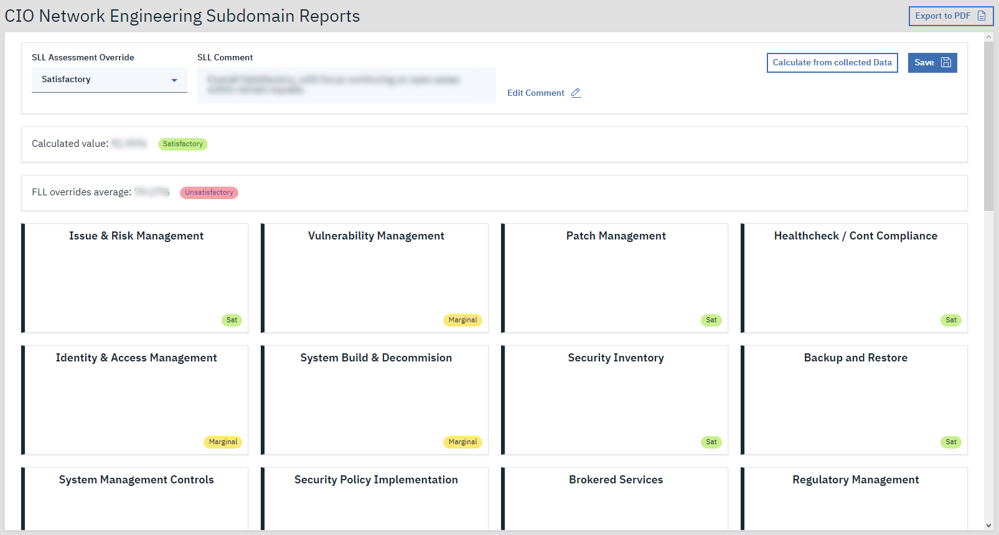 CIO Network Engineering Subdomain Reports
Export to PDF
SLL Assessment Override
SLL Comment
Satisfactory
Calculate from collected Data
Save
Edit Comment
Calculated value:
Satisfactory
FLL overrides average:
Unsatisfactory
Issue & Risk Management
Vulnerability Management
Patch Management
Healthcheck / Cont Compliance
Sat
Marginal
Sat
Sat
Identity & Access Management
System Build & Decommision
Security Inventory
Backup and Restore
Marginal
Marginal
Sat
Sat
System Management Controls
Security Policy Implementation
Brokered Services
Regulatory Management